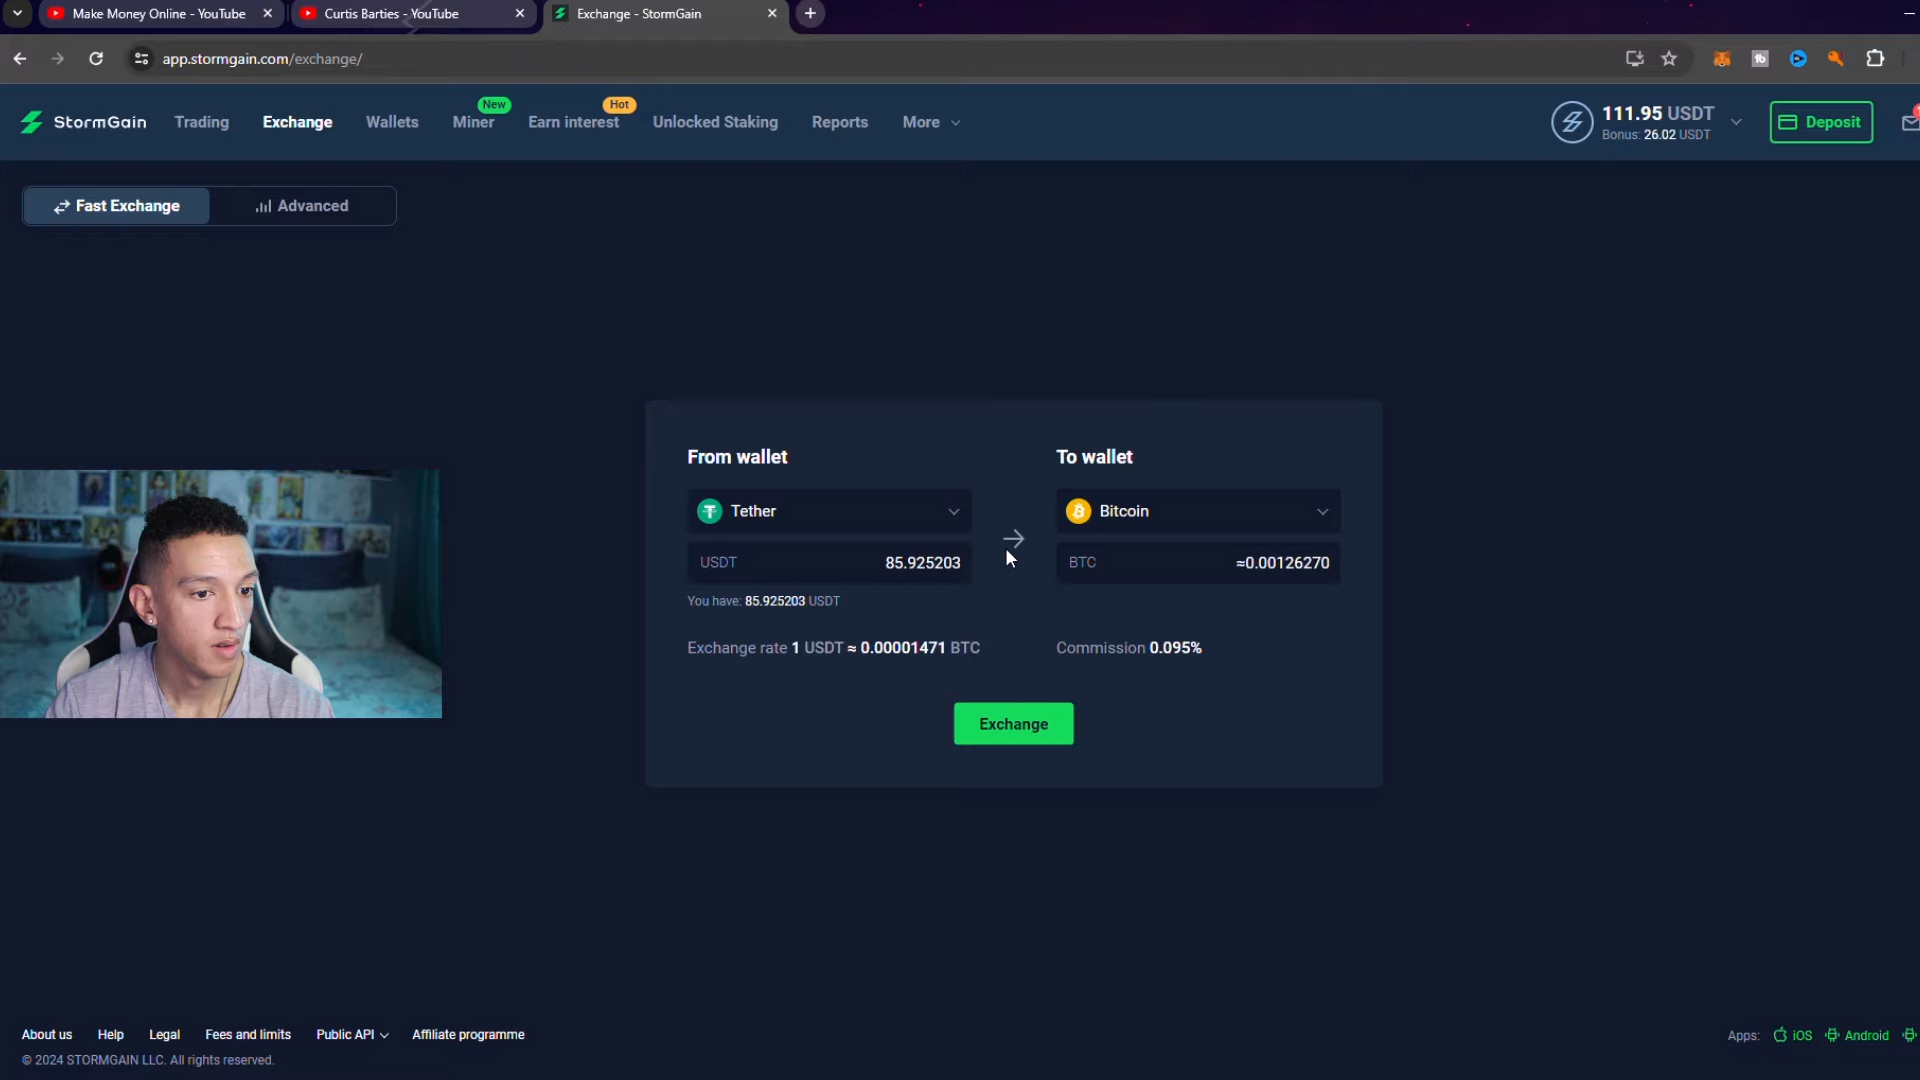 Make Money Online - YouTube
Curtis Barties - YouTube
Exchange - StormGain
app.stormgain.com/exchange/
StormGain
Trading
Exchange
Wallets
Miner
New
Earn interest
Hot
Unlocked Staking
Reports
More
111.95 USDT
Bonus: 26.02 USDT
Deposit
Fast Exchange
Advanced
From wallet
To wallet
Tether
Bitcoin
USDT 85.925203
BTC ≈0.00126270
You have: 85.925203 USDT
Exchange rate 1 USDT ≈ 0.00001471 BTC
Commission 0.095%
Exchange
About us Help Legal Fees and limits Public API Affiliate programme
Apps: iOS Android
© 2024 STORMGAIN LLC. All rights reserved.